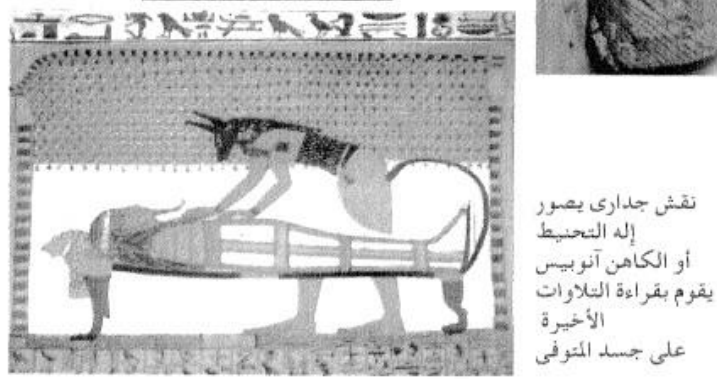 نقش جدارى يصور
إله التحنيط
أو الكاهن آنوبيس
يقوم بقراءة التلاوات
الأخيرة
على جسد المتوفى